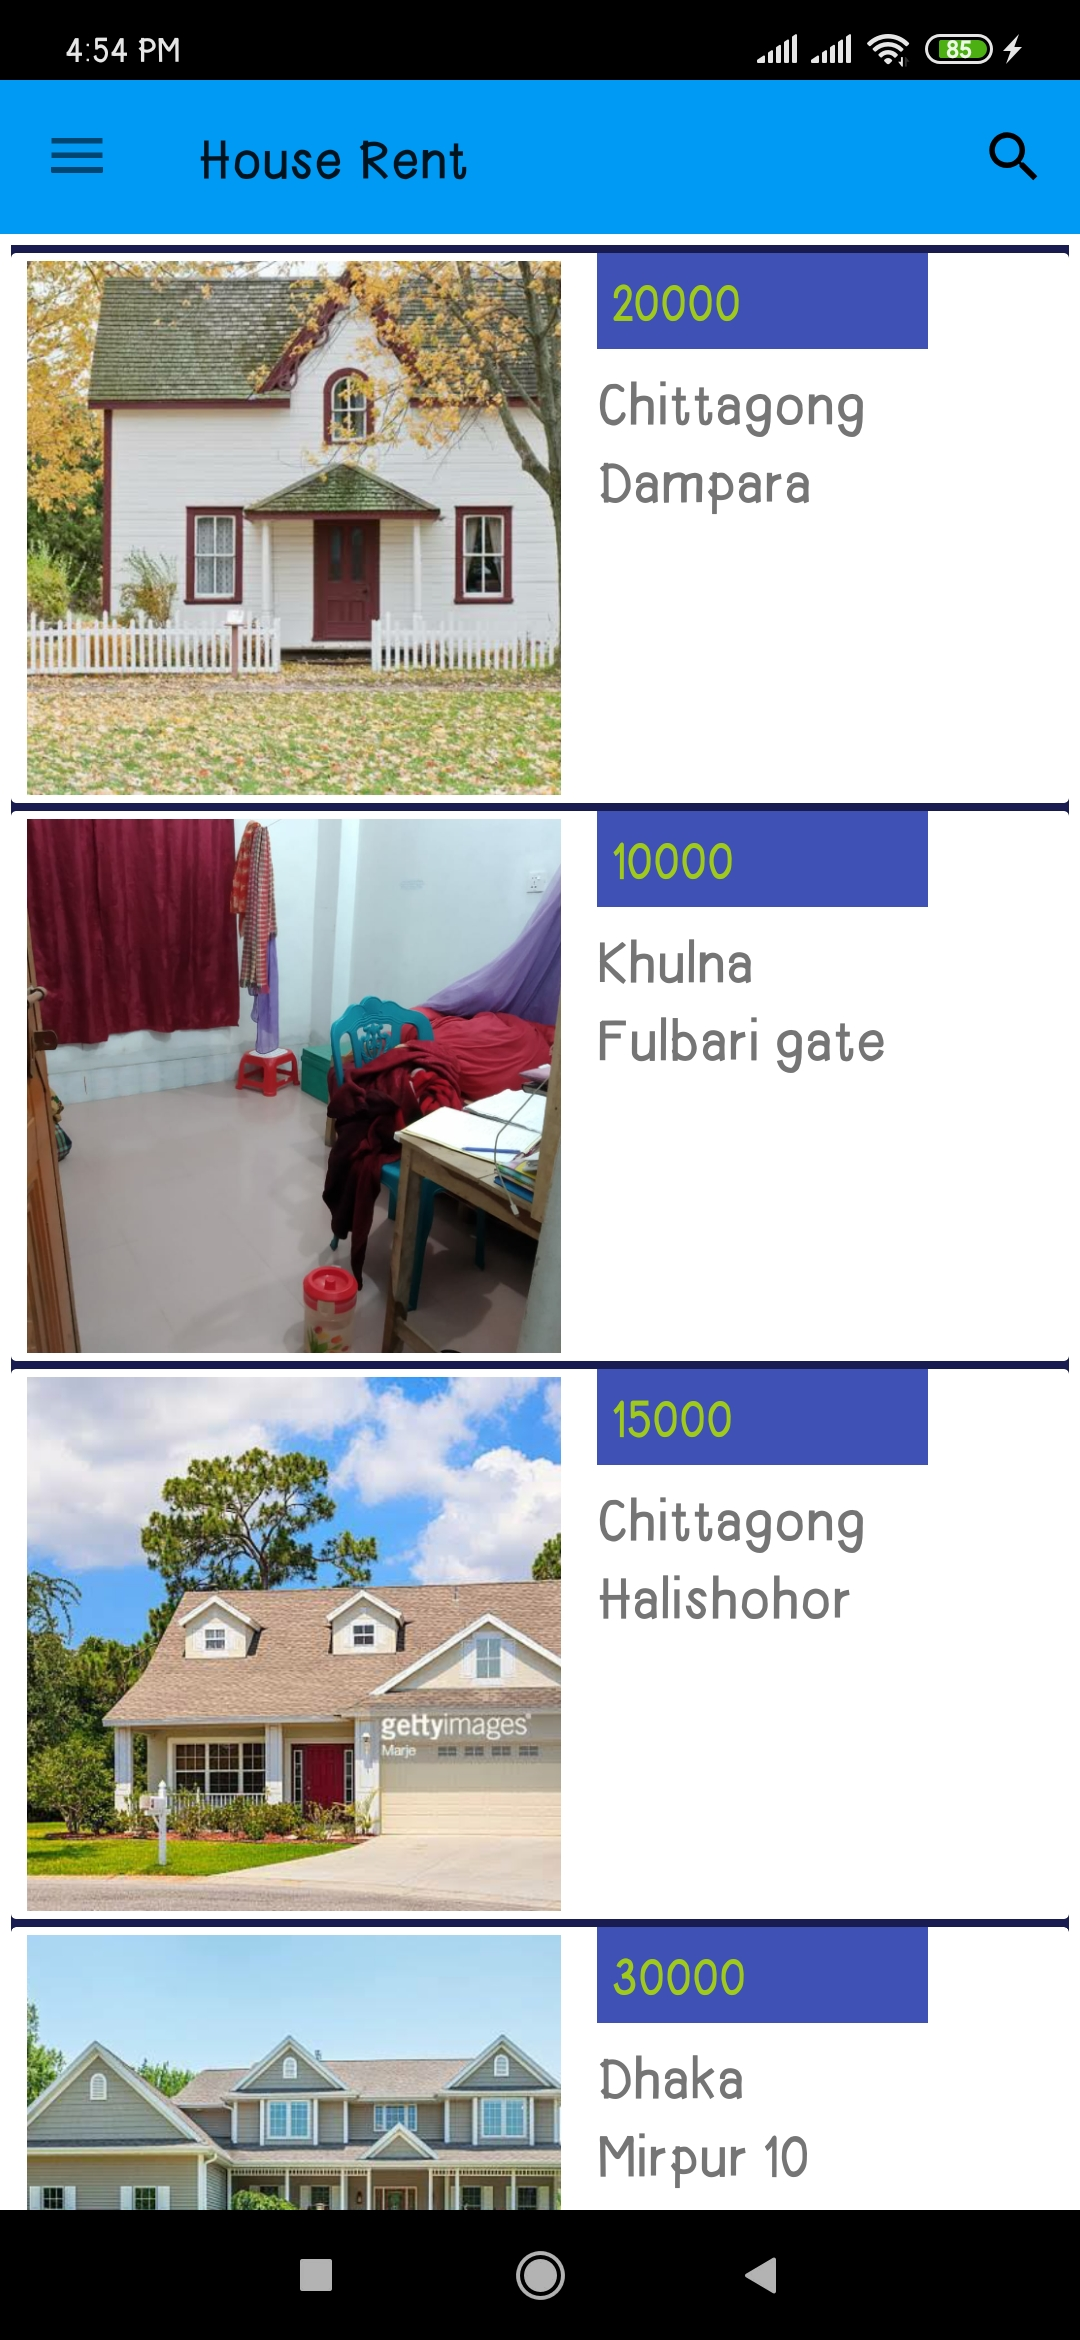 4:54 PM
85
House Rent
20000
Chittagong
Dampara
10000
Khulna
Fulbari gate
15000
Chittagong
Halishohor
gettyimages®
Marje
30000
Dhaka
Mirpur 10